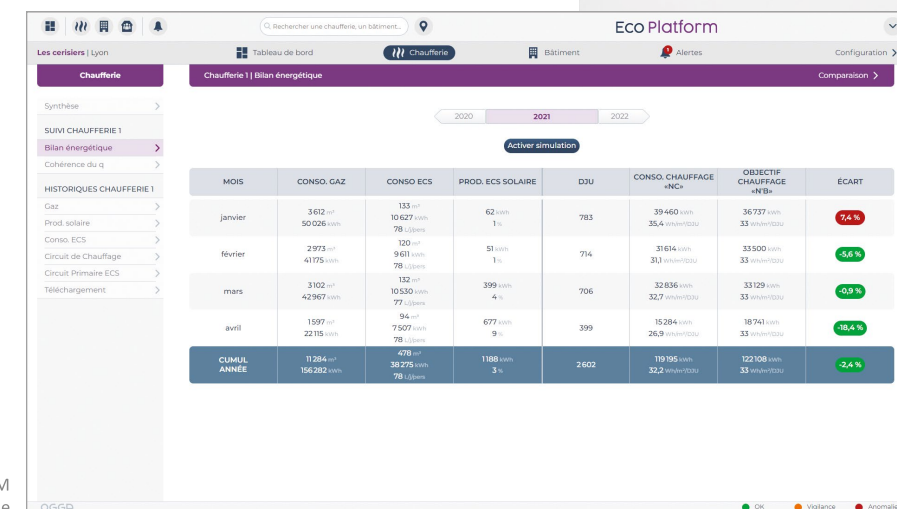 Rechercher une chaufferie, un bâtiment...
Eco Platform
Les cerisiers | Lyon
Tableau de bord
Chaufferie
Bâtiment
1
Alertes
Configuration
Chaufferie
Chaufferie 1 | Bilan énergétique
Comparaison
Synthèse
SUIVI CHAUFFERIE 1
Bilan énergétique
Cohérence du q
HISTORIQUES CHAUFFERIE 1
Gaz
Prod. solaire
Conso. ECS
Circuit de Chauffage
Circuit Primaire ECS
Téléchargement
2020 2021 2022
Activer simulation
MOIS CONSO. GAZ CONSO ECS PROD. ECS SOLAIRE DJU CONSO. CHAUFFAGE «NC» OBJECTIF CHAUFFAGE «N'B» ÉCART
janvier 3 612 m³ 50 026 kWh 133 m³ 10 627 kWh 78 L/j/pers 62 kWh 1 % 783 39 460 kWh 35,4 Wh/m²/DJU 36 737 kWh 33 Wh/m²/DJU 7,4 %
février 2 973 m³ 41 175 kWh 120 m³ 9 611 kWh 78 L/j/pers 51 kWh 1 % 714 31 614 kWh 31,1 Wh/m²/DJU 33 500 kWh 33 Wh/m²/DJU -5,6 %
mars 3 102 m³ 42 967 kWh 132 m³ 10 530 kWh 77 L/j/pers 399 kWh 4 % 706 32 836 kWh 32,7 Wh/m²/DJU 33 129 kWh 33 Wh/m²/DJU -0,9 %
avril 1 597 m³ 22 115 kWh 94 m³ 7 507 kWh 78 L/j/pers 677 kWh 9 % 399 15 284 kWh 26,9 Wh/m²/DJU 18 741 kWh 33 Wh/m²/DJU -18,4 %
CUMUL ANNÉE 11 284 m³ 156 282 kWh 478 m³ 38 275 kWh 78 L/j/pers 1 188 kWh 3 % 2 602 119 195 kWh 32,2 Wh/m²/DJU 122 108 kWh 33 Wh/m²/DJU -2,4 %
M
e
OGGA
OK Vigilance Anomalie